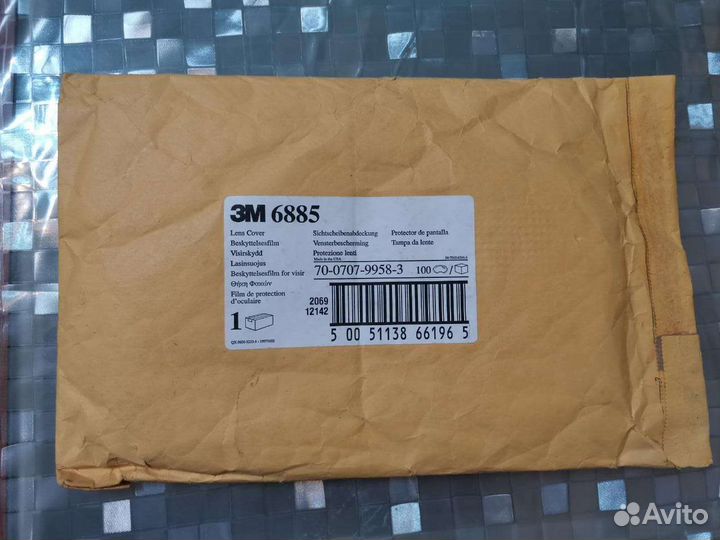 3M 6885
Lens Cover
Beskyttelsesfilm
Visirskydd
Lasinsuojus
Beskyttelsesfilm for visir
Θήκη Φακών
Film de protection
d'oculaire
Sichtscheibenabdeckung
Vensterbescherming
Protezione lenti
Made in the USA
Protector de pantalla
Tampa da lente
70-0707-9958-3
100 /
1
2069
12142
5 00 51138 66196 5
Avito